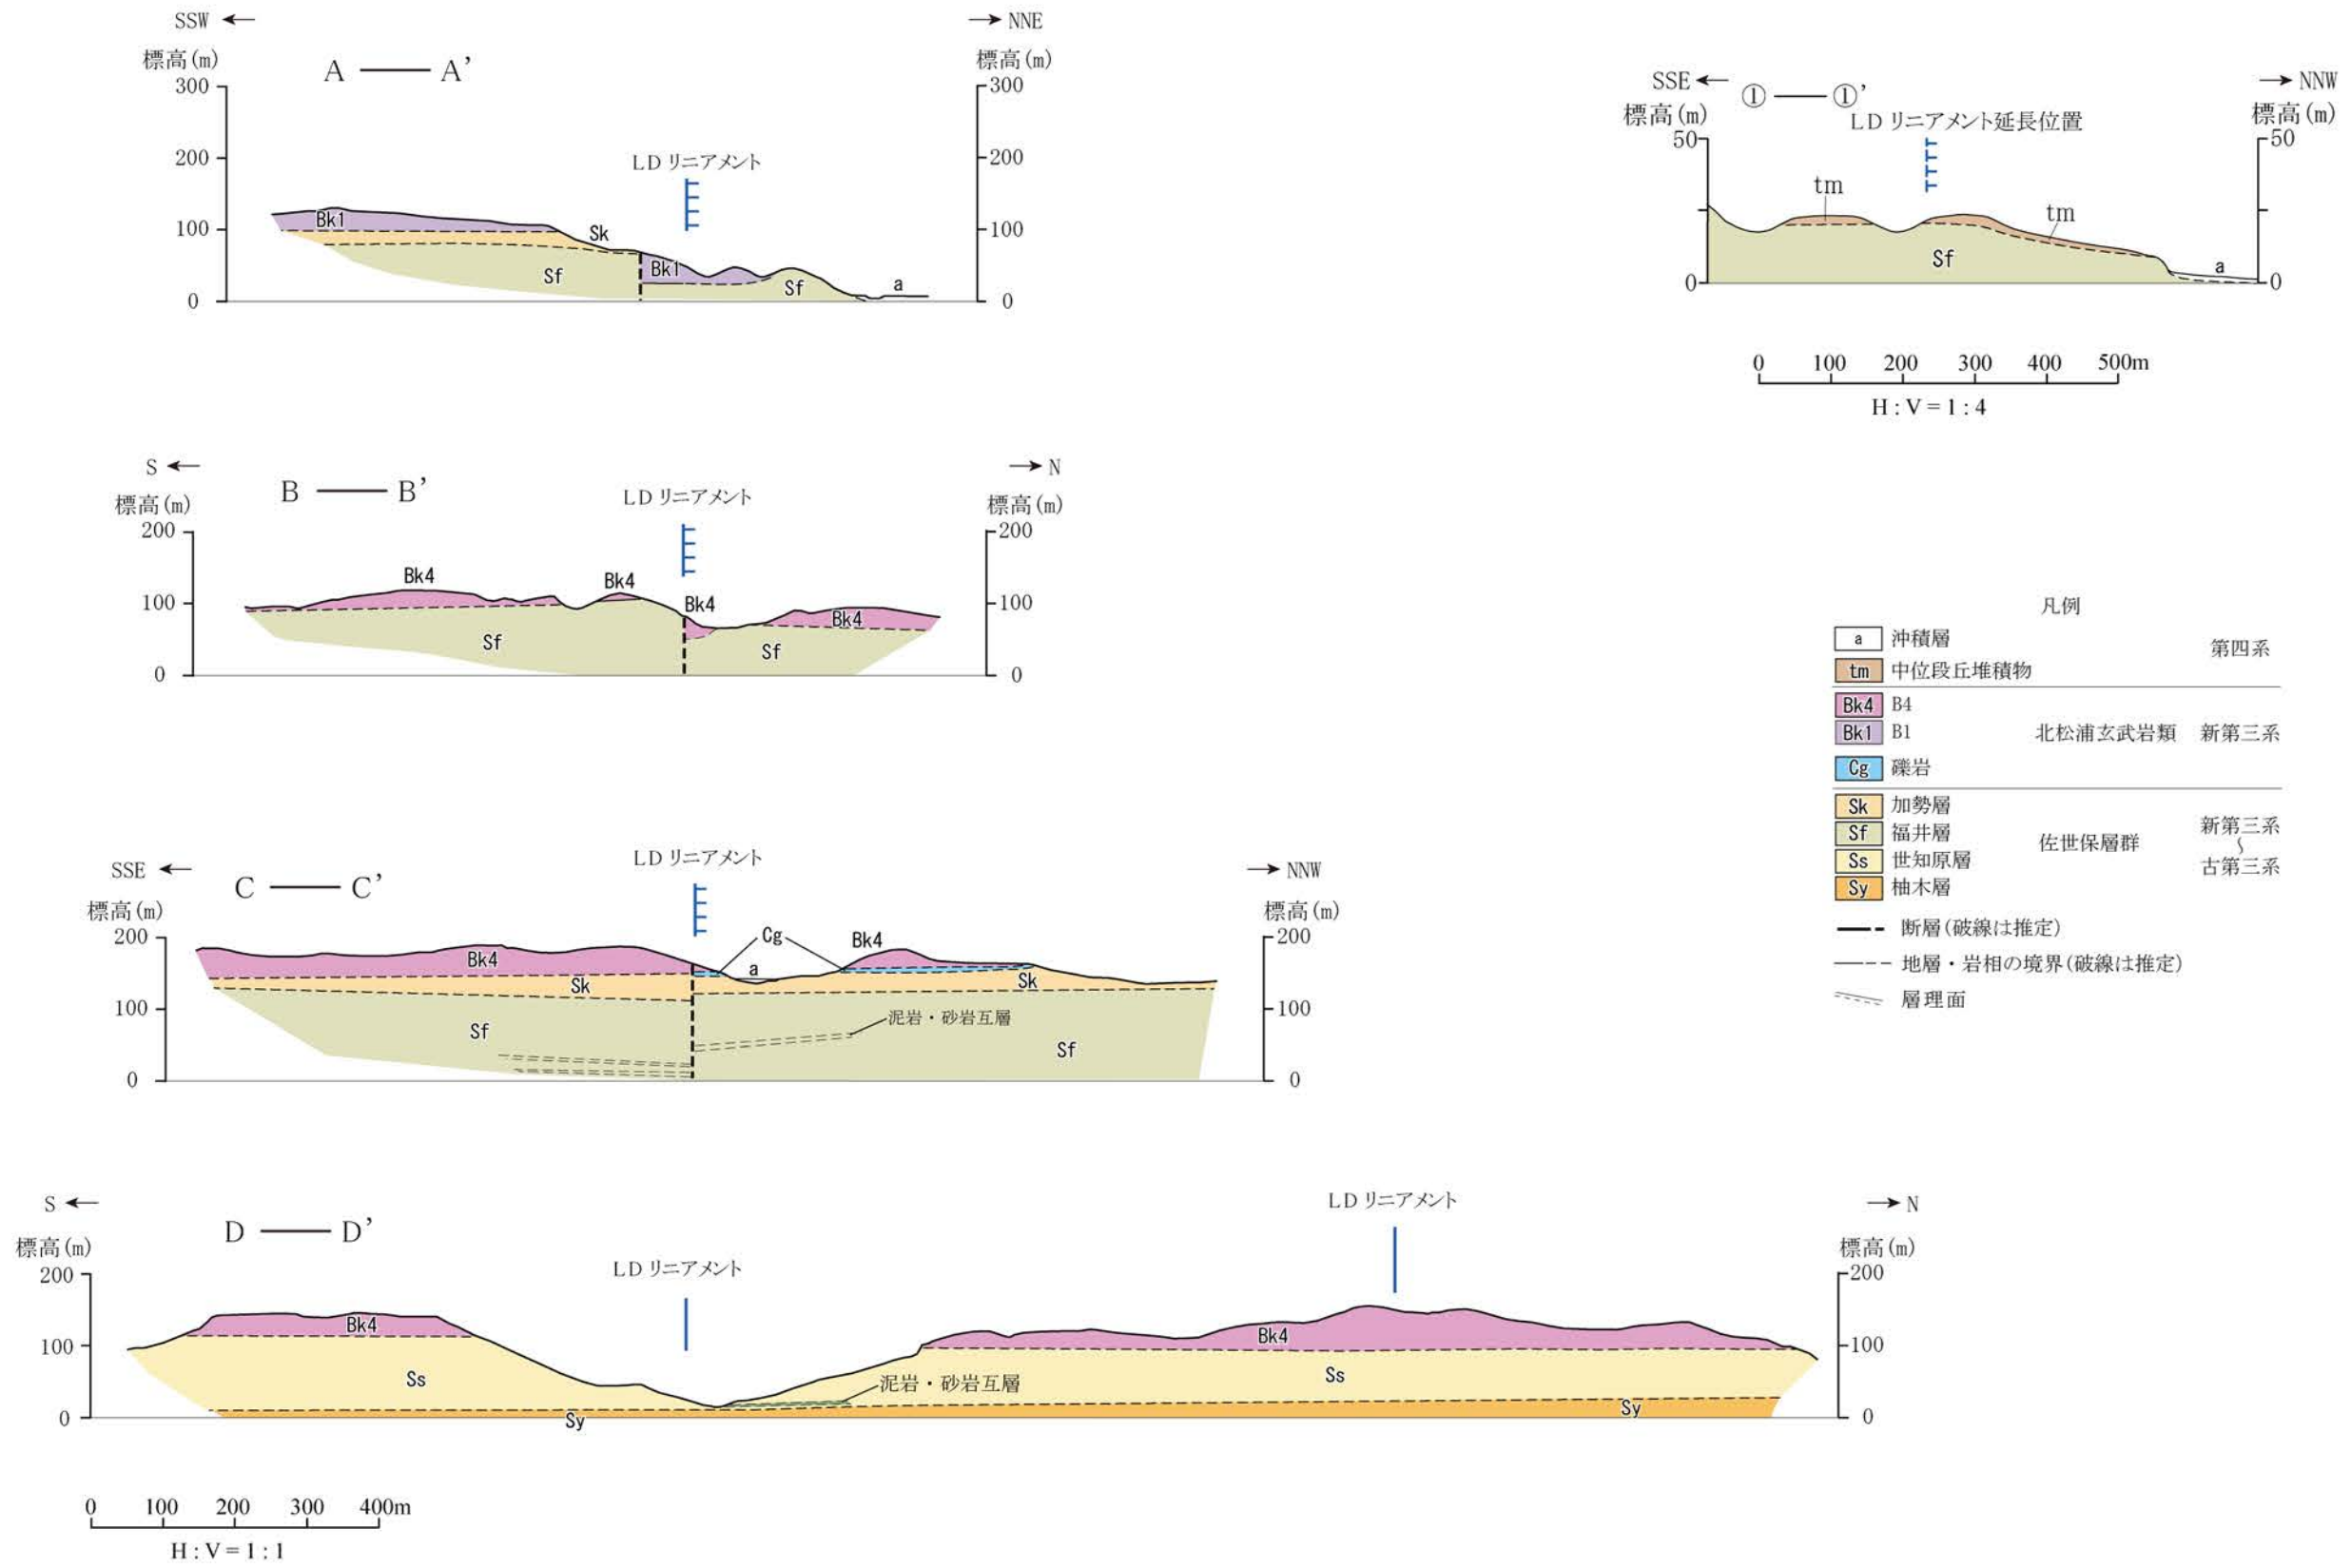 SSW ← → NNE
標高(m) A —— A’ 標高(m)
300 300
LDリニアメント
200 200
100 100
0 0
Bk1 Sk Sf Bk1 Sf a
SSE ← → NNW
標高(m) ①——①’ 標高(m)
LDリニアメント延長位置
50 50
tm tm
Sf a
0 0
0 100 200 300 400 500m
H:V=1:4
S ← → N
標高(m) B —— B’ 標高(m)
LDリニアメント
200 200
100 100
0 0
Bk4 Bk4 Bk4 Bk4
Sf Sf
SSE ← → NNW
標高(m) C —— C’ 標高(m)
LDリニアメント
200 200
100 100
0 0
Cg Bk4
Bk4 a
Sk Sk
泥岩・砂岩互層
Sf Sf
S ← → N
標高(m) D —— D’ 標高(m)
LDリニアメント
LDリニアメント
200 200
100 100
0 0
Bk4 Bk4
Ss 泥岩・砂岩互層 Ss
Sy Sy
0 100 200 300 400m
H:V=1:1
凡例
a 沖積層 第四系
tm 中位段丘堆積物
Bk4 B4
Bk1 B1 北松浦玄武岩類 新第三系
Cg 礫岩
Sk 加勢層
Sf 福井層 佐世保層群 新第三系
Ss 世知原層 〜 古第三系
Sy 柚木層
断層(破線は推定)
地層・岩相の境界(破線は推定)
層理面